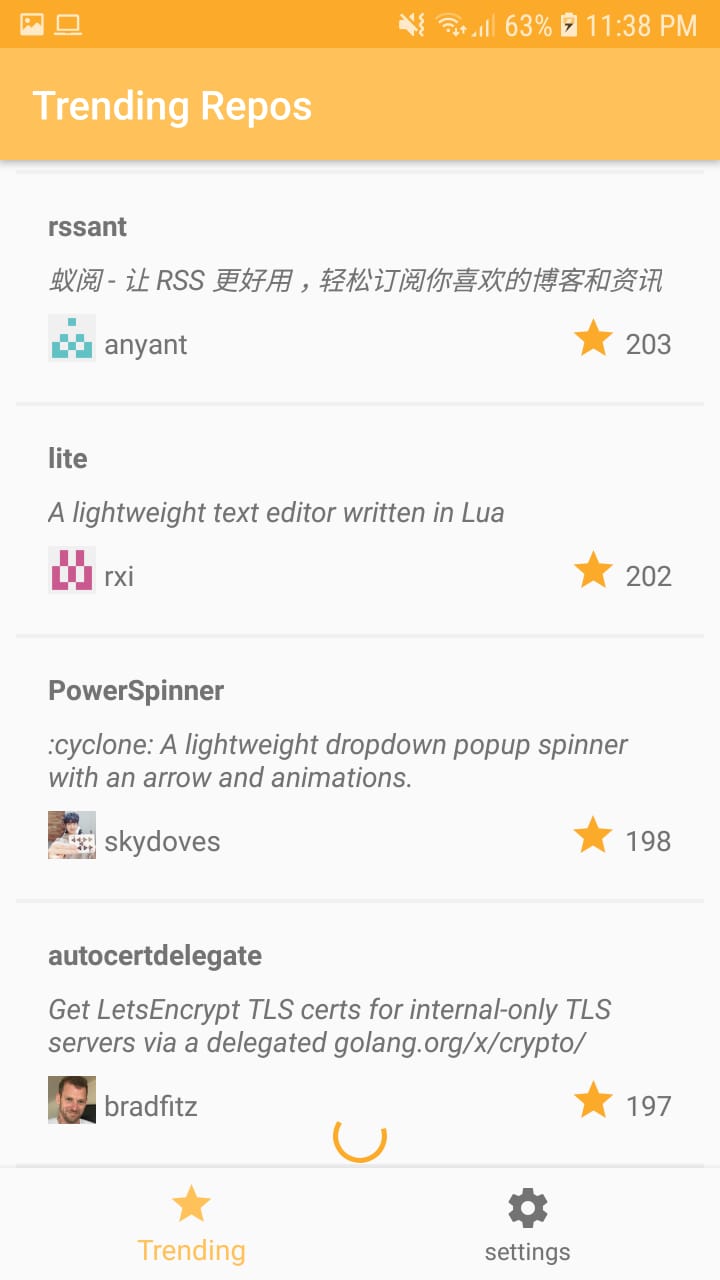 63% 11:38 PM
Trending Repos
rssant
蚁阅 - 让 RSS 更好用，轻松订阅你喜欢的博客和资讯
anyant 203
lite
A lightweight text editor written in Lua
rxi 202
PowerSpinner
:cyclone: A lightweight dropdown popup spinner
with an arrow and animations.
skydoves 198
autocertdelegate
Get LetsEncrypt TLS certs for internal-only TLS
servers via a delegated golang.org/x/crypto/
bradfitz 197
Trending settings